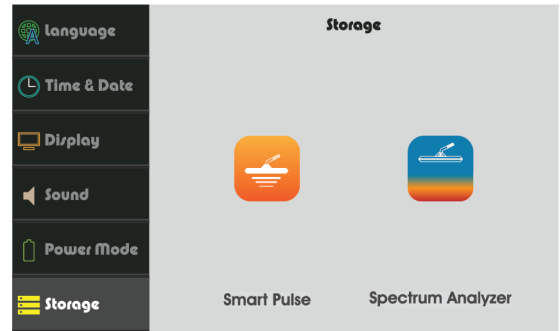 Language
Time & Date
Display
Sound
Power Mode
Storage
Storage
Smart Pulse
Spectrum Analyzer